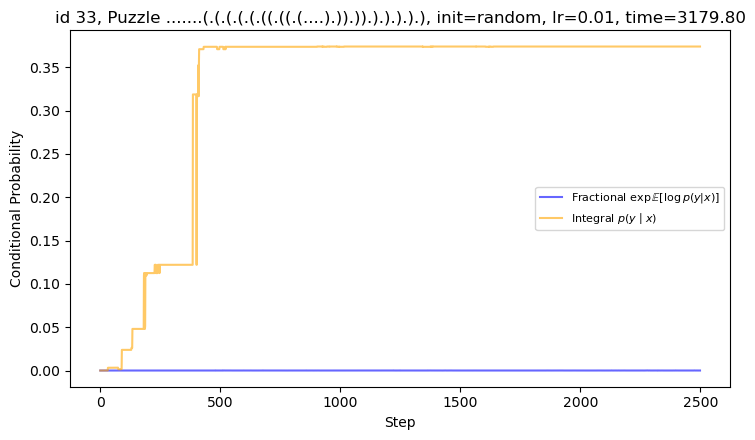 id 33, Puzzle .......(.(.(.(.(.((.((.(....).)).)).).).).).).), init=random, lr=0.01, time=3179.80
0.35
0.30
0.25
0.20
0.15
0.10
0.05
0.00
Conditional Probability
Fractional exp𝔼[log p(y|x)]
Integral p(y | x)
0
500
1000
1500
2000
2500
Step